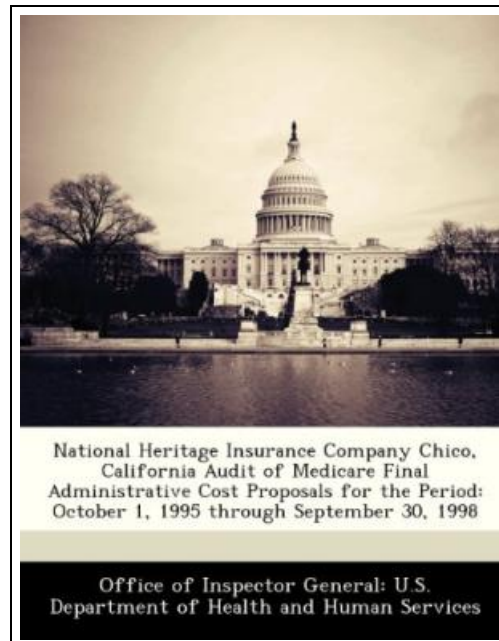 National Heritage Insurance Company Chico,
California Audit of Medicare Final
Administrative Cost Proposals for the Period:
October 1, 1995 through September 30, 1998
Office of Inspector General: U.S.
Department of Health and Human Services